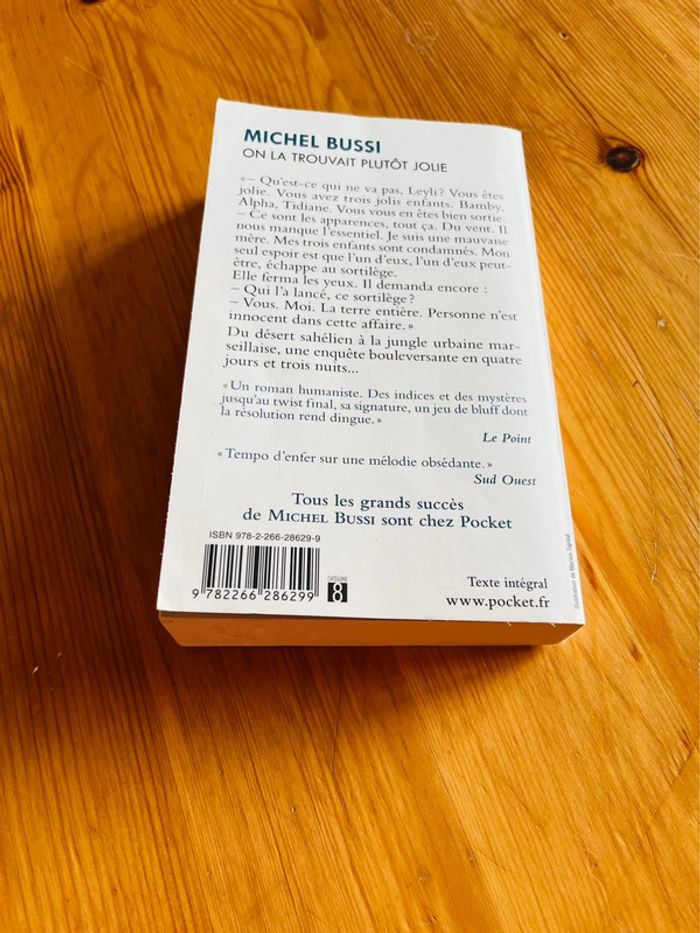 MICHEL BUSSI
ON LA TROUVAIT PLUTÔT JOLIE
« – Qu'est-ce qui ne va pas, Leyli ? Vous êtes
jolie. Vous avez trois jolis enfants. Bamby,
Alpha, Tidiane. Vous vous en êtes bien sortie.
– Ce sont les apparences, tout ça. Du vent. Il
nous manque l'essentiel. Je suis une mauvaise
mère. Mes trois enfants sont condamnés. Mon
seul espoir est que l'un d'eux, l'un d'eux peut-
être, échappe au sortilège.
Elle ferma les yeux. Il demanda encore :
– Qui l'a lancé, ce sortilège ?
– Vous. Moi. La terre entière. Personne n'est
innocent dans cette affaire. »
Du désert sahélien à la jungle urbaine mar-
seillaise, une enquête bouleversante en quatre
jours et trois nuits...
« Un roman humaniste. Des indices et des mystères
jusqu'au twist final, sa signature, un jeu de bluff dont
la résolution rend dingue. »
Le Point
« Tempo d'enfer sur une mélodie obsédante. »
Sud Ouest
Tous les grands succès
de MICHEL BUSSI sont chez Pocket
ISBN 978-2-266-28629-9
9 782266 286299
CATÉGORIE
8
Texte intégral
www.pocket.fr
Illustration de Marion Tigréat